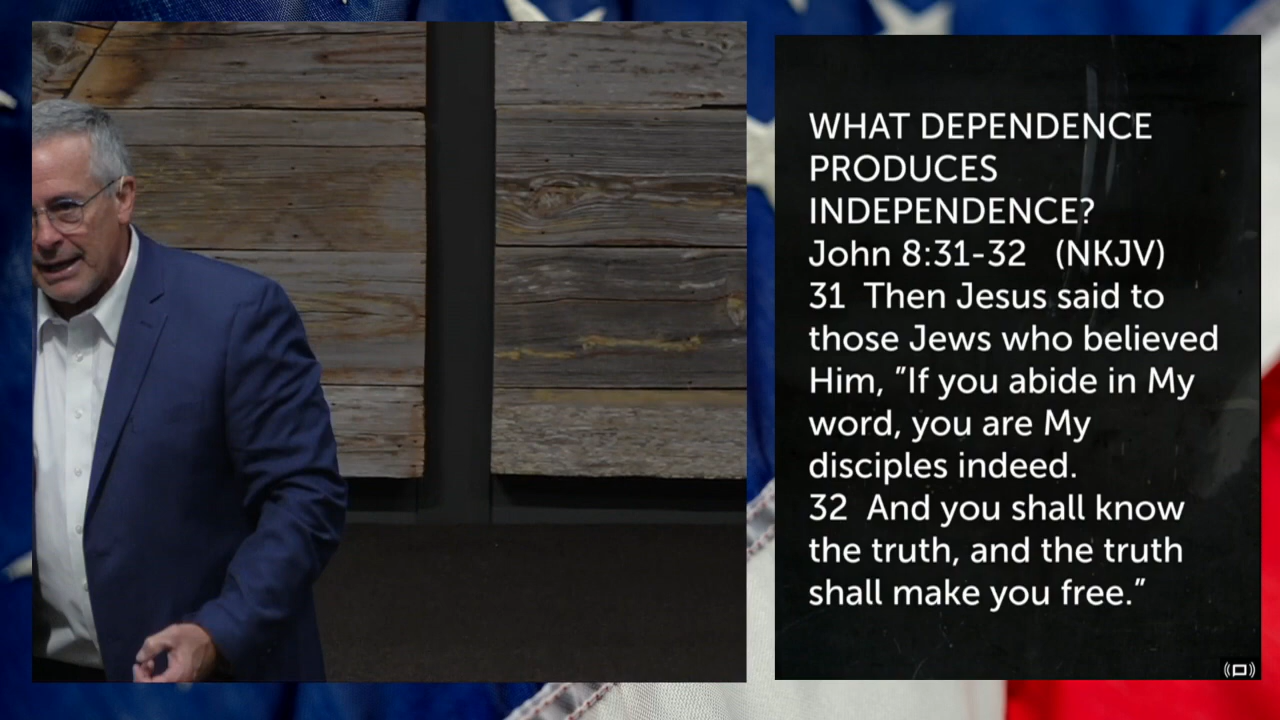 WHAT DEPENDENCE
PRODUCES
INDEPENDENCE?
John 8:31-32 (NKJV)
31 Then Jesus said to
those Jews who believed
Him, "If you abide in My
word, you are My
disciples indeed.
32 And you shall know
the truth, and the truth
shall make you free."